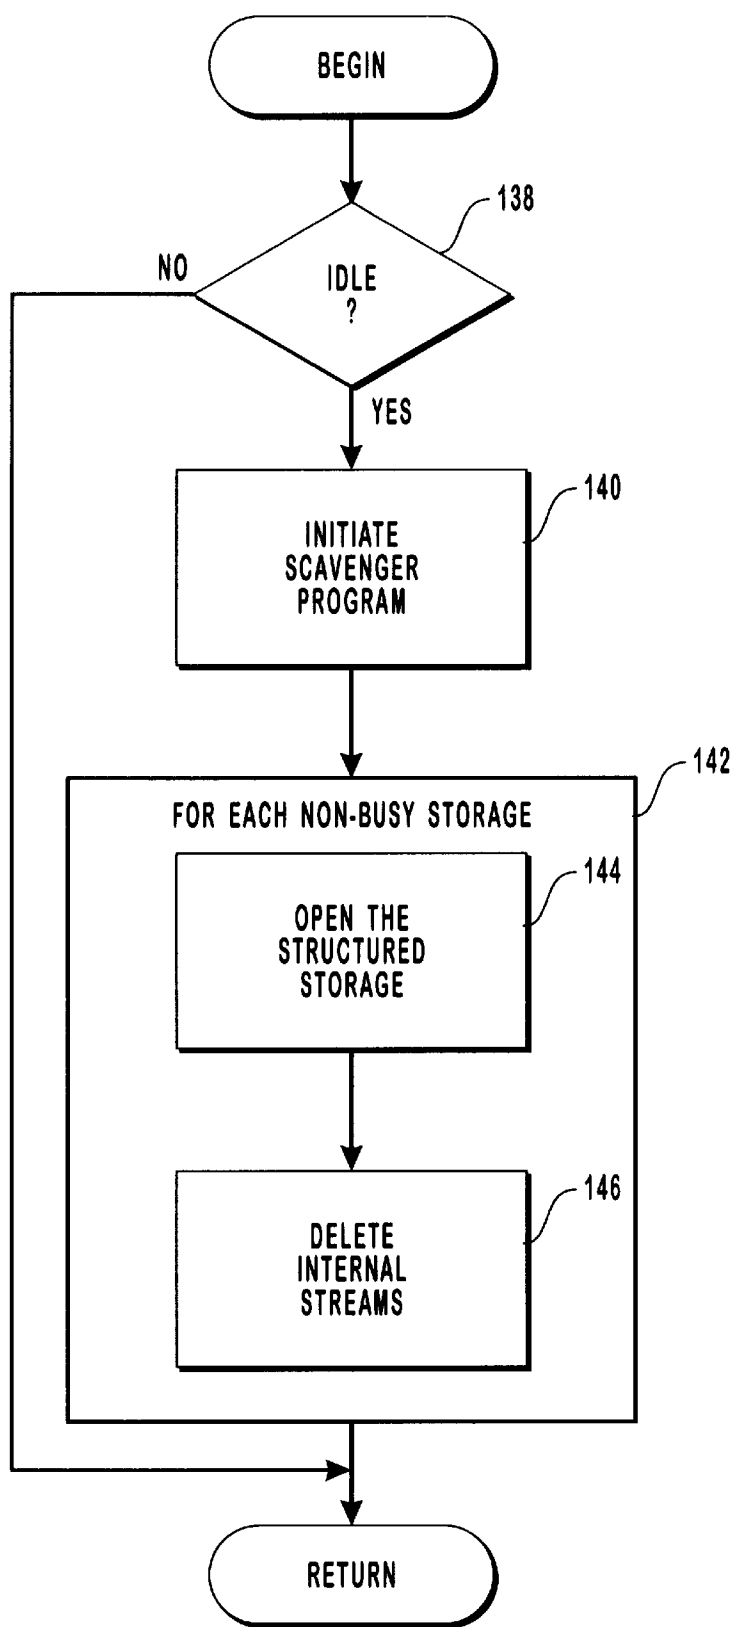 BEGIN
138
IDLE
?
NO
YES
140
INITIATE
SCAVENGER
PROGRAM
142
FOR EACH NON-BUSY STORAGE
144
OPEN THE
STRUCTURED
STORAGE
146
DELETE
INTERNAL
STREAMS
RETURN